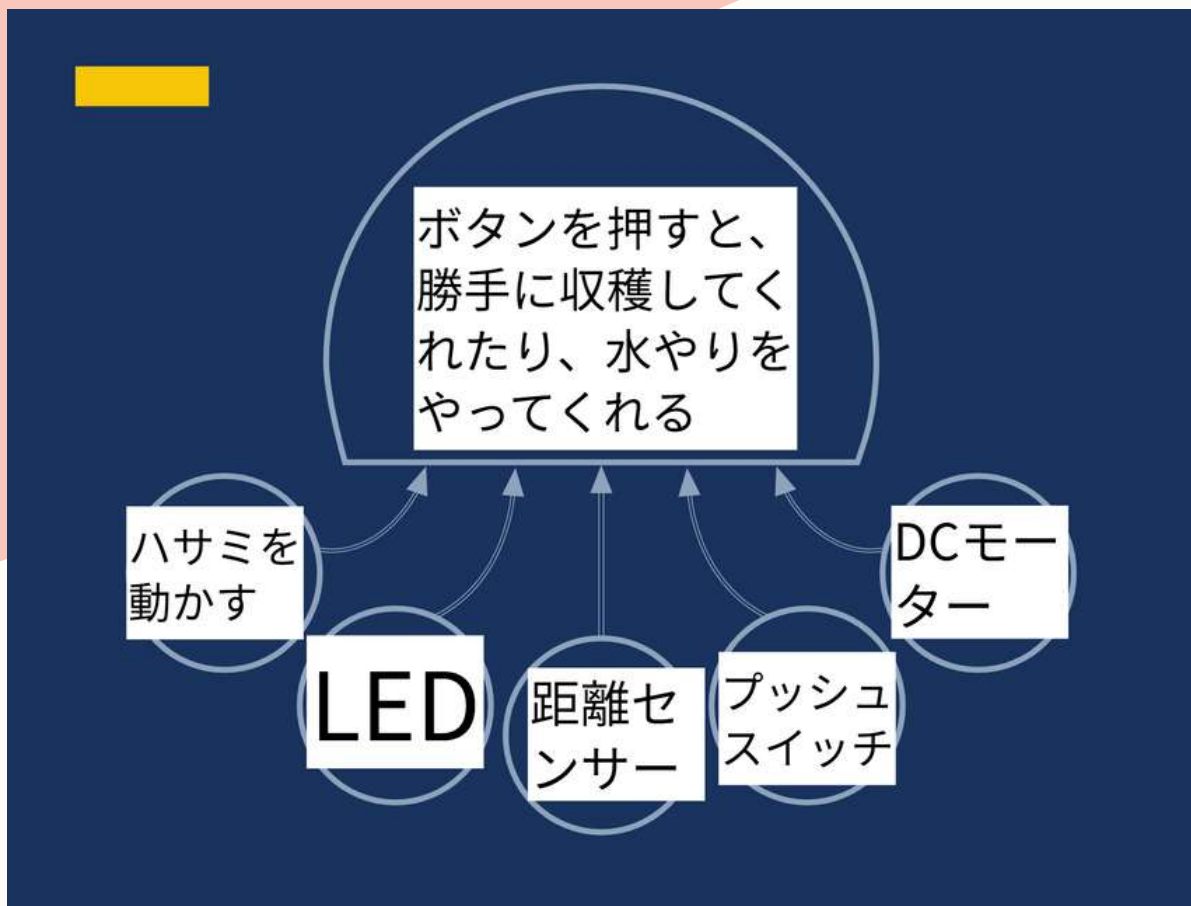 ボタンを押すと、
勝手に収穫してく
れたり、水やりを
やってくれる
ハサミを
動かす
LED
距離セ
ンサー
プッシュ
スイッチ
DCモー
ター